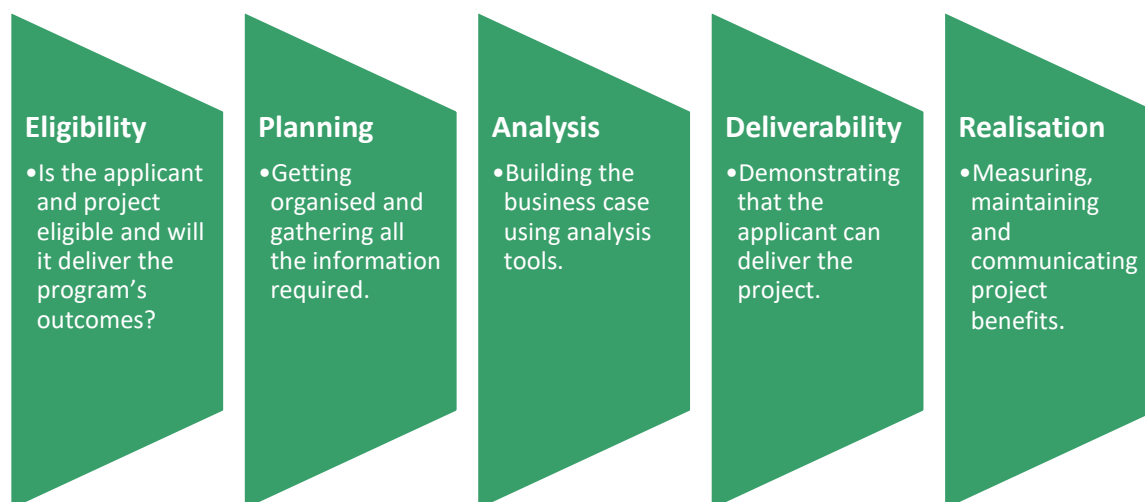 Eligibility
•Is the applicant
and project
eligible and will
it deliver the
program’s
outcomes?
Planning
•Getting
organised and
gathering all
the information
required.
Analysis
•Building the
business case
using analysis
tools.
Deliverability
•Demonstrating
that the
applicant can
deliver the
project.
Realisation
•Measuring,
maintaining
and
communicating
project
benefits.